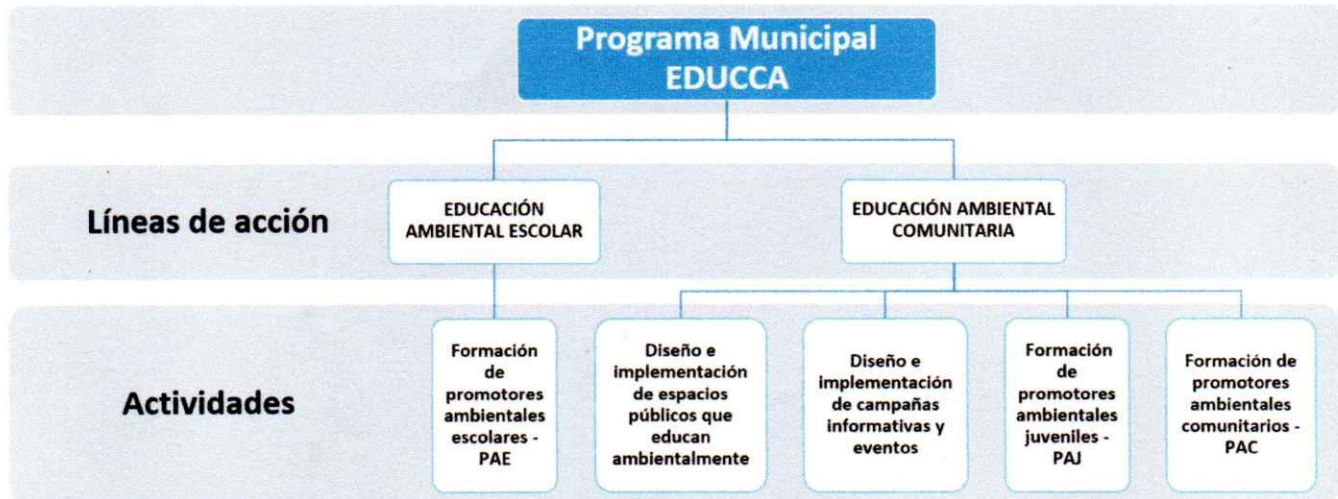 Programa Municipal
EDUCCA
Líneas de acción
EDUCACIÓN
AMBIENTAL ESCOLAR
EDUCACIÓN AMBIENTAL
COMUNITARIA
Actividades
Formación
de
promotores
ambientales
escolares -
PAE
Diseño e
implementación
de espacios
públicos que
educan
ambientalmente
Diseño e
implementación
de campañas
informativas y
eventos
Formación
de
promotores
ambientales
juveniles -
PAJ
Formación de
promotores
ambientales
comunitarios -
PAC